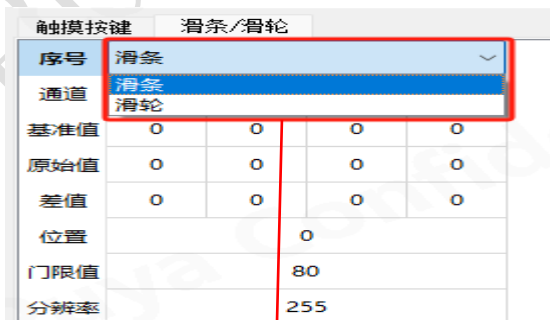 触摸按键 滑条/滑轮
序号 滑条
通道 滑条
滑轮
基准值 0 0 0 0
原始值 0 0 0 0
差值 0 0 0 0
位置 0
门限值 80
分辨率 255